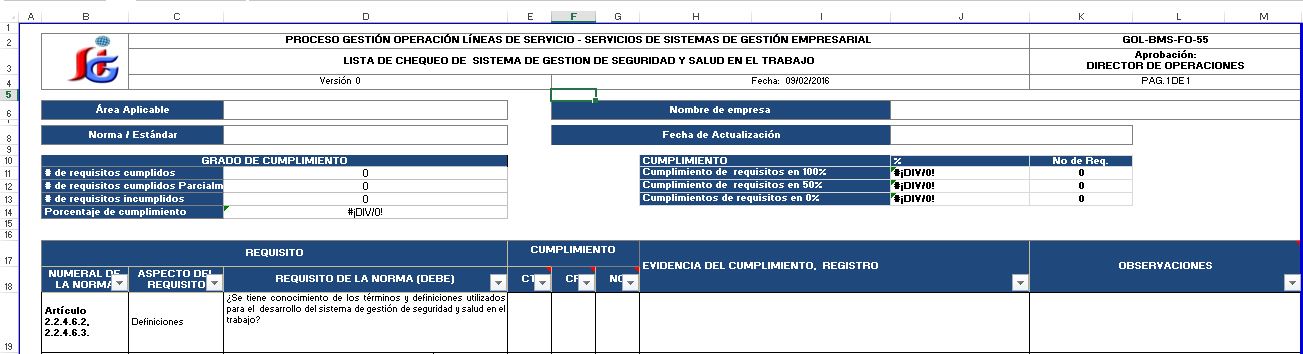 A B C D E F G H I J K L M
1
2 PROCESO GESTIÓN OPERACIÓN LÍNEAS DE SERVICIO - SERVICIOS DE SISTEMAS DE GESTIÓN EMPRESARIAL GOL-BMS-FO-55
3 LISTA DE CHEQUEO DE SISTEMA DE GESTION DE SEGURIDAD Y SALUD EN EL TRABAJO Aprobación:
DIRECTOR DE OPERACIONES
4 Versión 0 Fecha: 09/02/2016 PAG.1DE1
5
6 Área Aplicable Nombre de empresa
8 Norma / Estándar Fecha de Actualización
9
10 GRADO DE CUMPLIMIENTO CUMPLIMIENTO % No de Req.
11 # de requisitos cumplidos 0 Cumplimiento de requisitos en 100% #¡DIV/0! 0
12 # de requisitos cumplidos Parcialm 0 Cumplimiento de requisitos en 50% #¡DIV/0! 0
13 # de requisitos incumplidos 0 Cumplimientos de requisitos en 0% #¡DIV/0! 0
14 Porcentaje de cumplimiento #¡DIV/0!
15
16
17 REQUISITO CUMPLIMIENTO EVIDENCIA DEL CUMPLIMIENTO, REGISTRO OBSERVACIONES
18 NUMERAL DE LA NORMA ASPECTO DEL REQUISITO REQUISITO DE LA NORMA (DEBE) CT CP NC
19 Artículo 2.2.4.6.2, 2.2.4.6.3. Definiciones ¿Se tiene conocimiento de los términos y definiciones utilizados
para el desarrollo del sistema de gestión de seguridad y salud en el
trabajo?